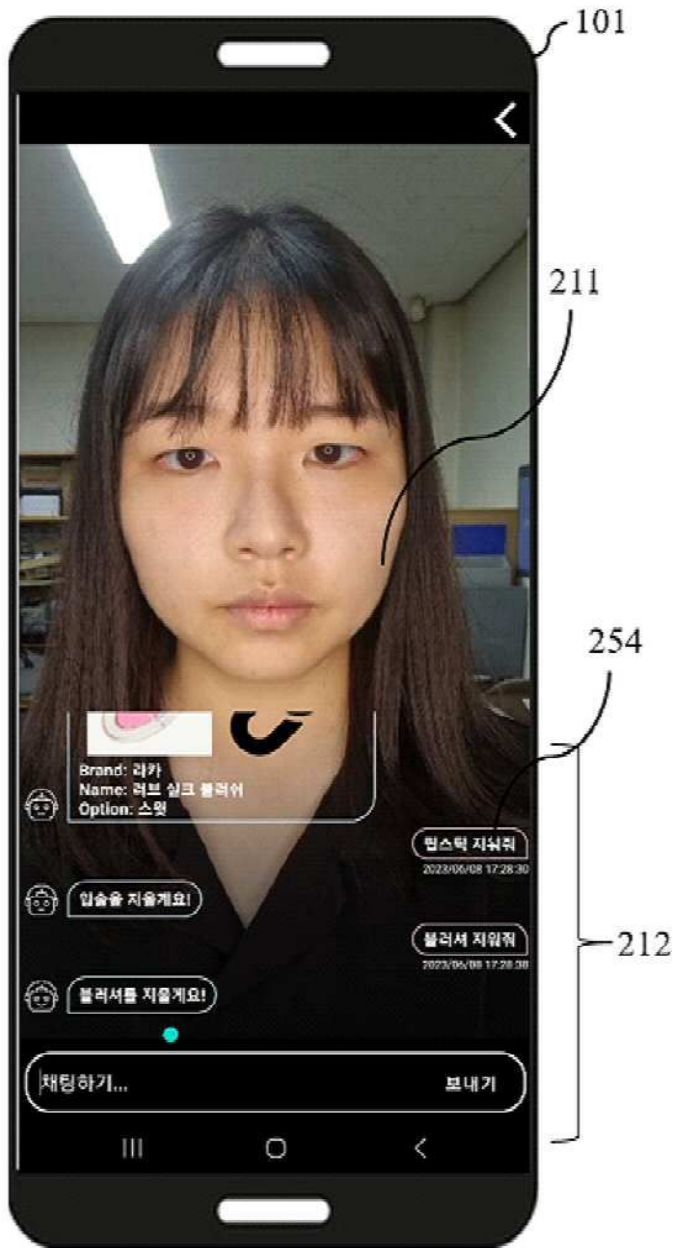 101
211
Brand: 라카
Name: 러브 실크 블러쉬
Option: 스윗
254
립스틱 지워줘
2023/06/08 17:28:30
입술을 지울게요!
블러셔 지워줘
212
2023/06/08 17:28:38
블러셔를 지울게요!
채팅하기...
보내기